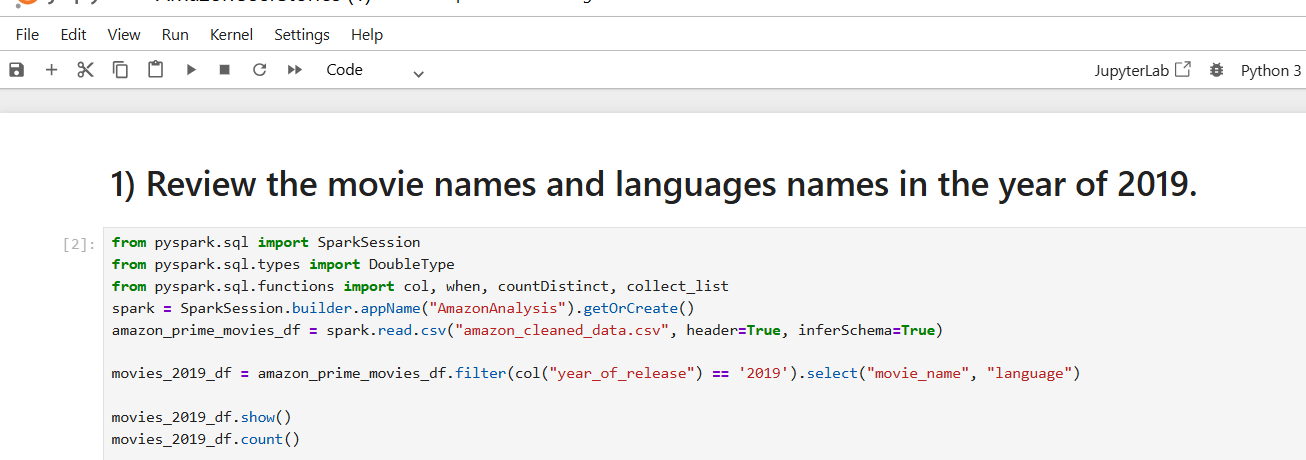 File Edit View Run Kernel Settings Help
Code JupyterLab Python 3
1) Review the movie names and languages names in the year of 2019.
[2]: from pyspark.sql import SparkSession
from pyspark.sql.types import DoubleType
from pyspark.sql.functions import col, when, countDistinct, collect_list
spark = SparkSession.builder.appName("AmazonAnalysis").getOrCreate()
amazon_prime_movies_df = spark.read.csv("amazon_cleaned_data.csv", header=True, inferSchema=True)
movies_2019_df = amazon_prime_movies_df.filter(col("year_of_release") == '2019').select("movie_name", "language")
movies_2019_df.show()
movies_2019_df.count()